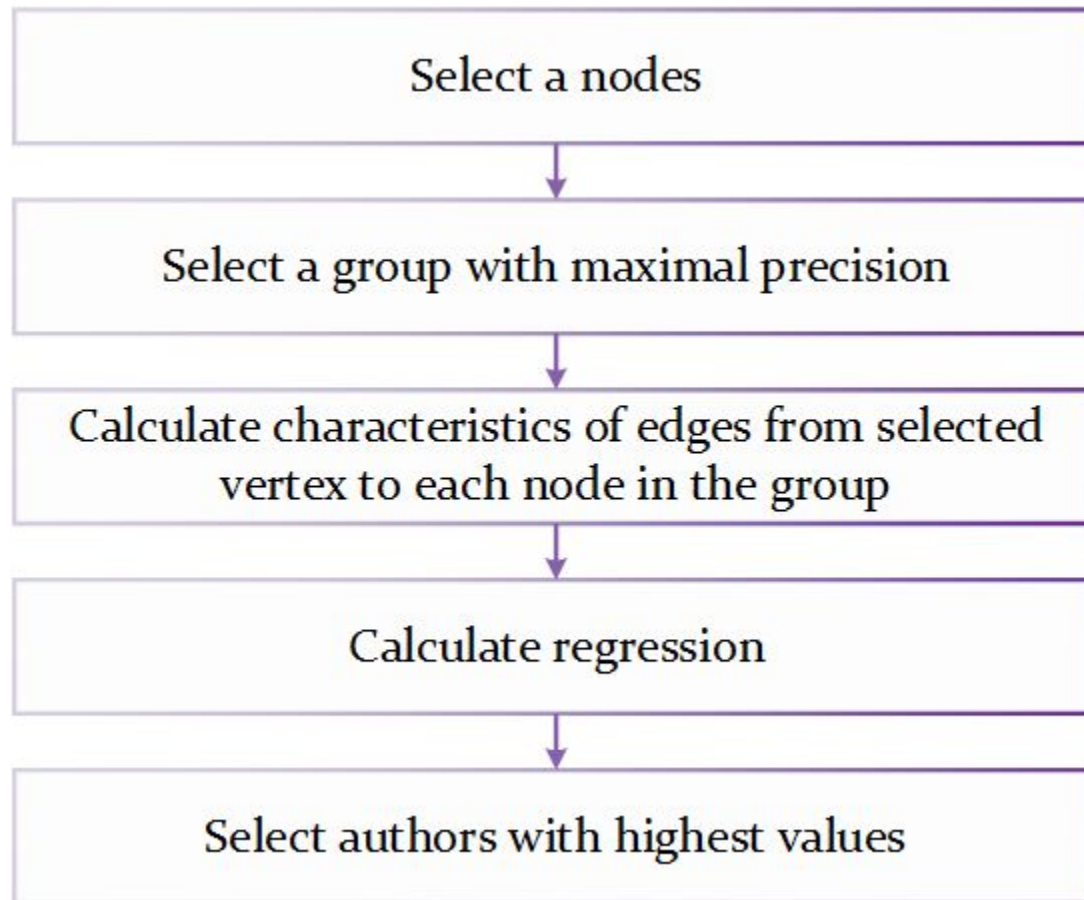 Select a nodes
Select a group with maximal precision
Calculate characteristics of edges from selected
vertex to each node in the group
Calculate regression
Select authors with highest values